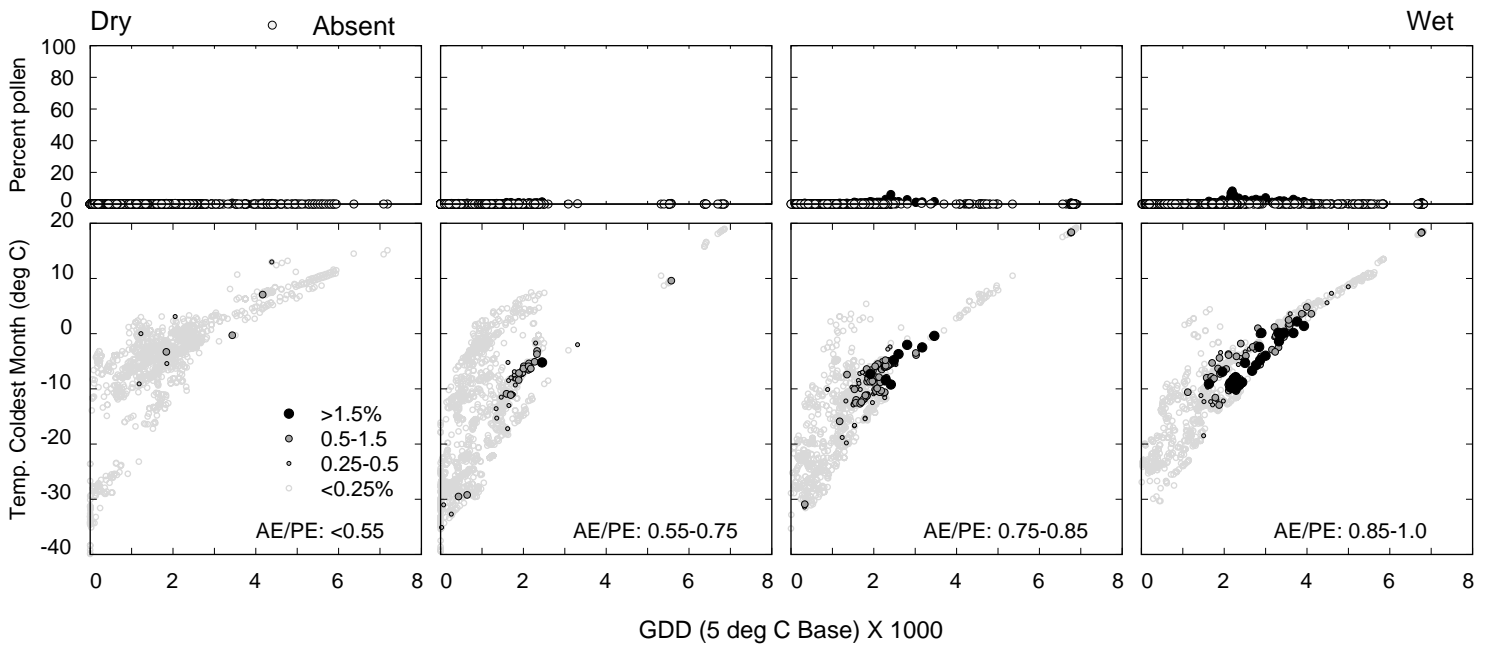 Dry Absent Wet
Percent pollen
100
80
60
40
20
0
Temp. Coldest Month (deg C)
20
10
0
-10
-20
-30
-40
>1.5%
0.5-1.5
0.25-0.5
<0.25%
AE/PE: <0.55 AE/PE: 0.55-0.75 AE/PE: 0.75-0.85 AE/PE: 0.85-1.0
0 2 4 6 8 0 2 4 6 8 0 2 4 6 8 0 2 4 6 8
GDD (5 deg C Base) X 1000